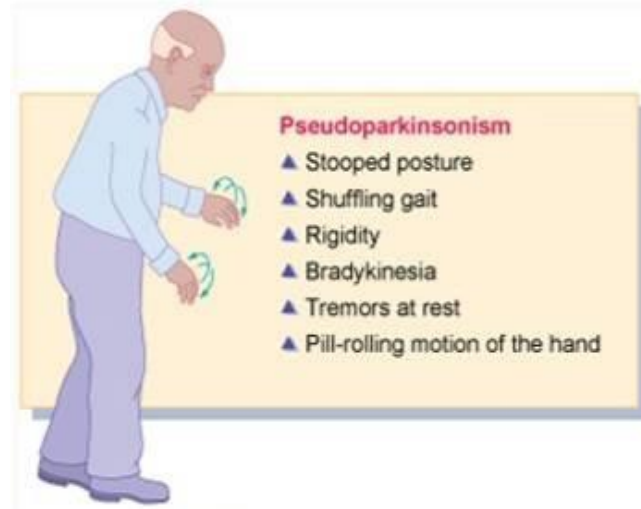 Pseudoparkinsonism
▲ Stooped posture
▲ Shuffling gait
▲ Rigidity
▲ Bradykinesia
▲ Tremors at rest
▲ Pill-rolling motion of the hand